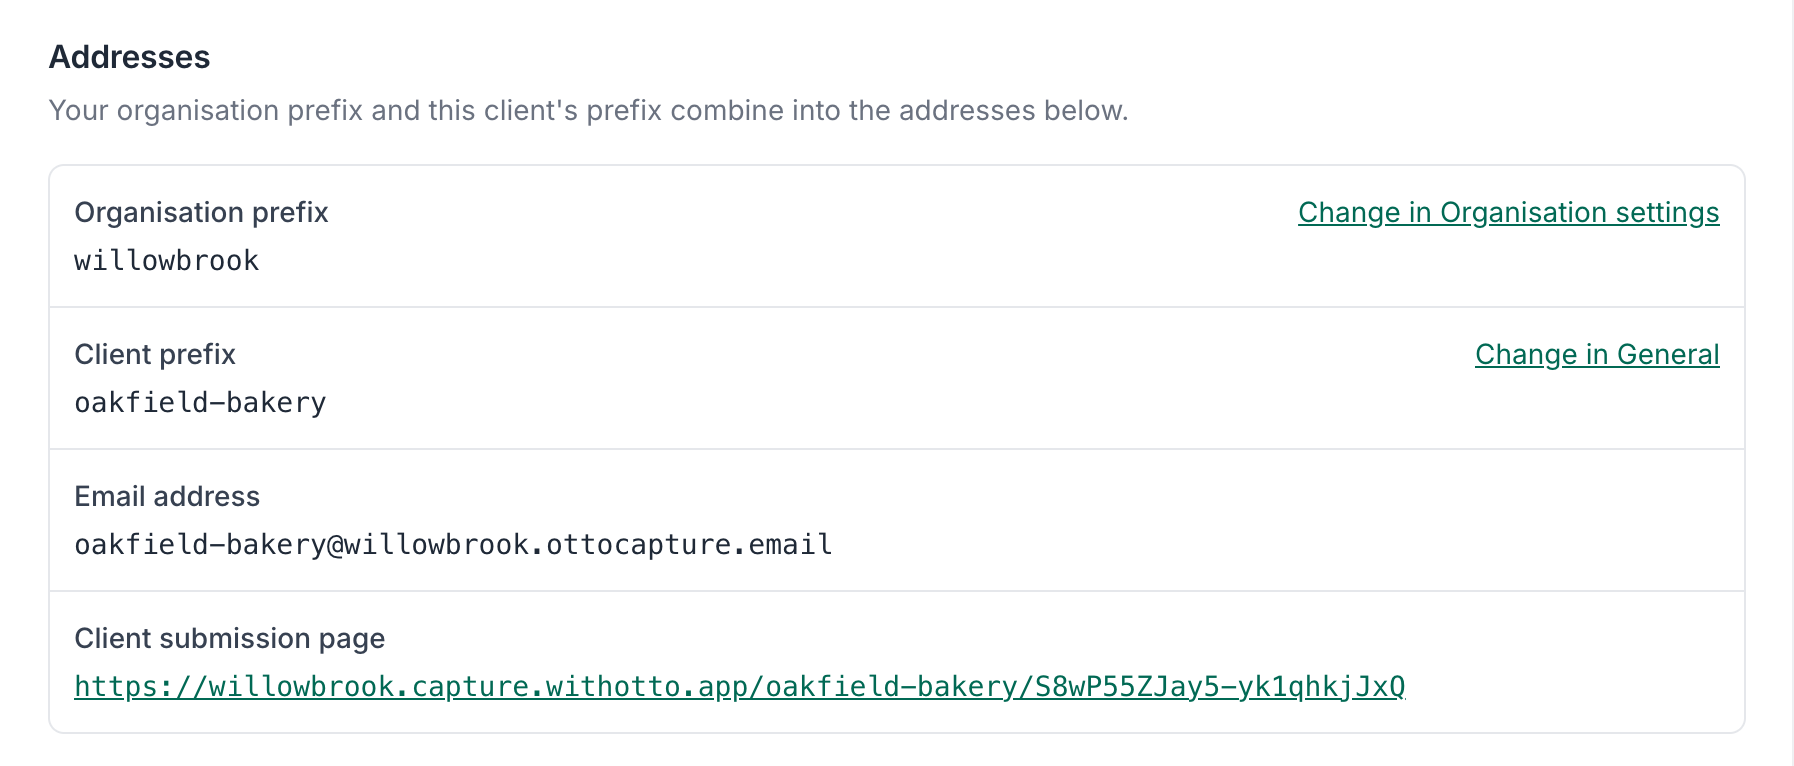 Addresses
Your organisation prefix and this client's prefix combine into the addresses below.
Organisation prefix
Change in Organisation settings
willowbrook
Client prefix
Change in General
oakfield-bakery
Email address
oakfield-bakery@willowbrook.ottocapture.email
Client submission page
https://willowbrook.capture.withotto.app/oakfield-bakery/S8wP55ZJay5-yk1qhkjJxQ